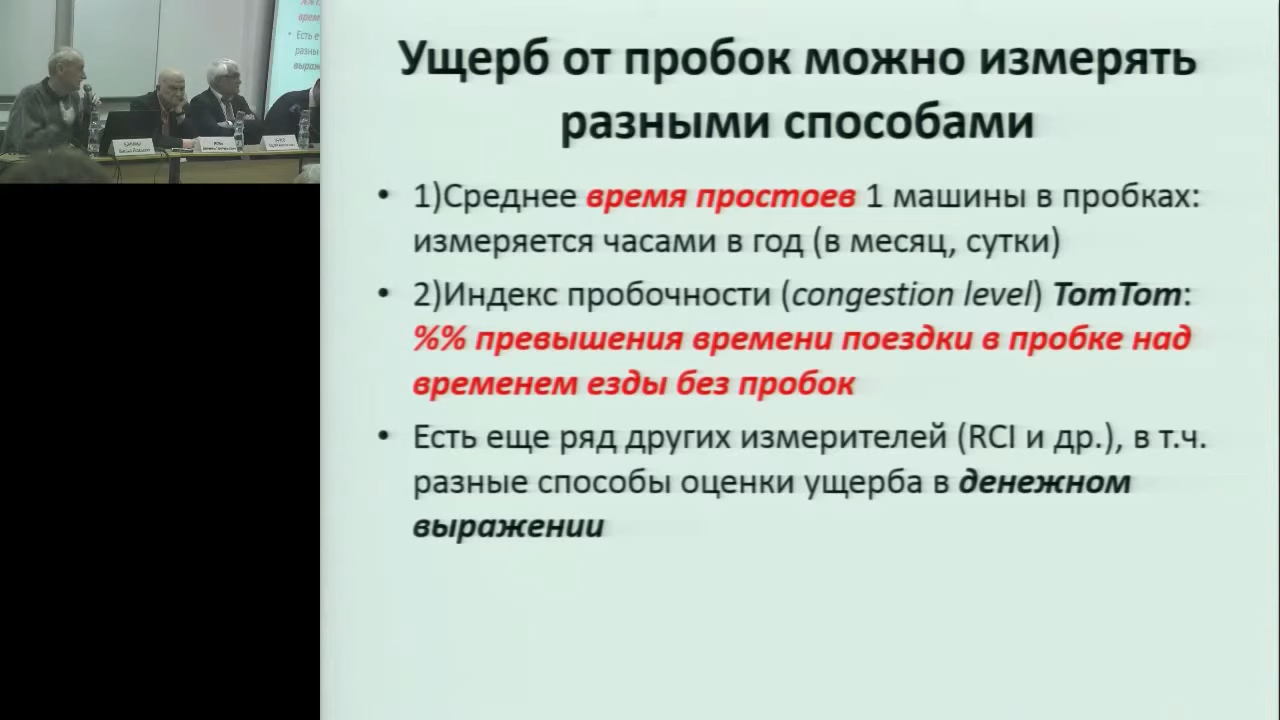 Ущерб от пробок можно измерять
разными способами
• 1)Среднее время простоев 1 машины в пробках:
измеряется часами в год (в месяц, сутки)
• 2)Индекс пробочности (congestion level) TomTom:
%% превышения времени поездки в пробке над
временем езды без пробок
• Есть еще ряд других измерителей (RCI и др.), в т.ч.
разные способы оценки ущерба в денежном
выражении